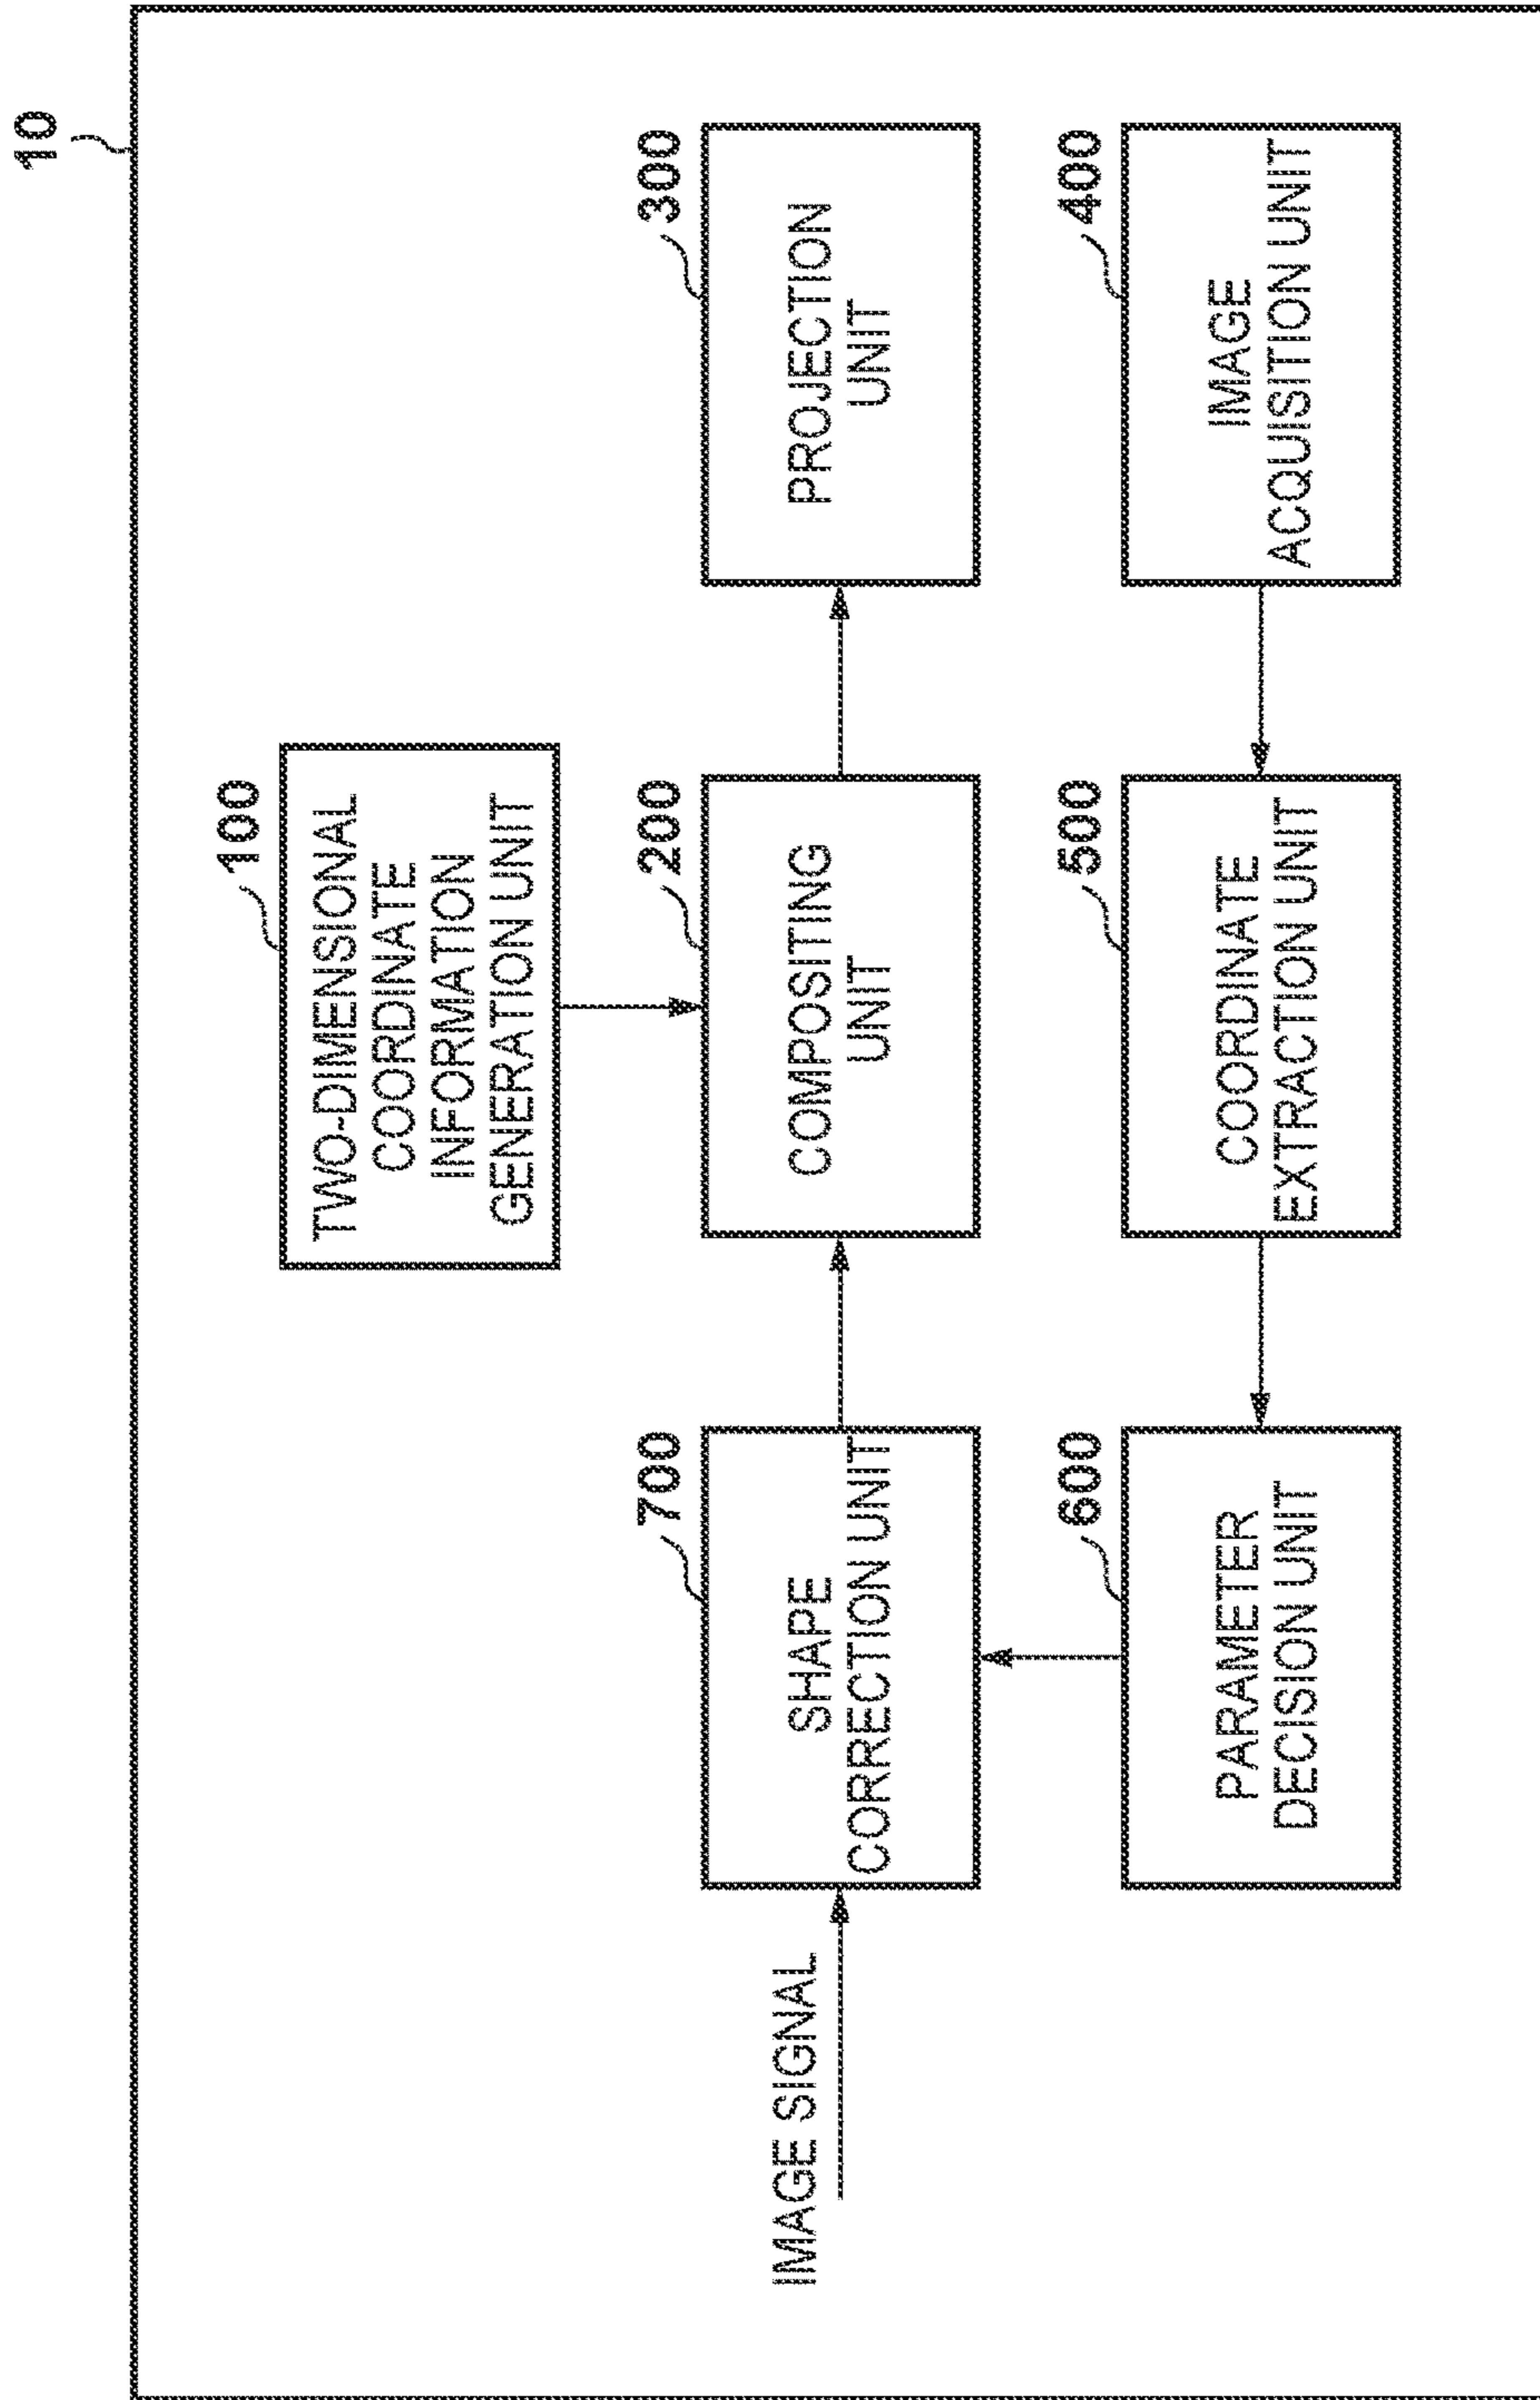 10
100
TWO-DIMENSIONAL
COORDINATE
INFORMATION
GENERATION UNIT
IMAGE SIGNAL
700
SHAPE
CORRECTION UNIT
200
COMPOSITING
UNIT
300
PROJECTION
UNIT
600
PARAMETER
DECISION UNIT
500
COORDINATE
EXTRACTION UNIT
400
IMAGE
ACQUISITION UNIT